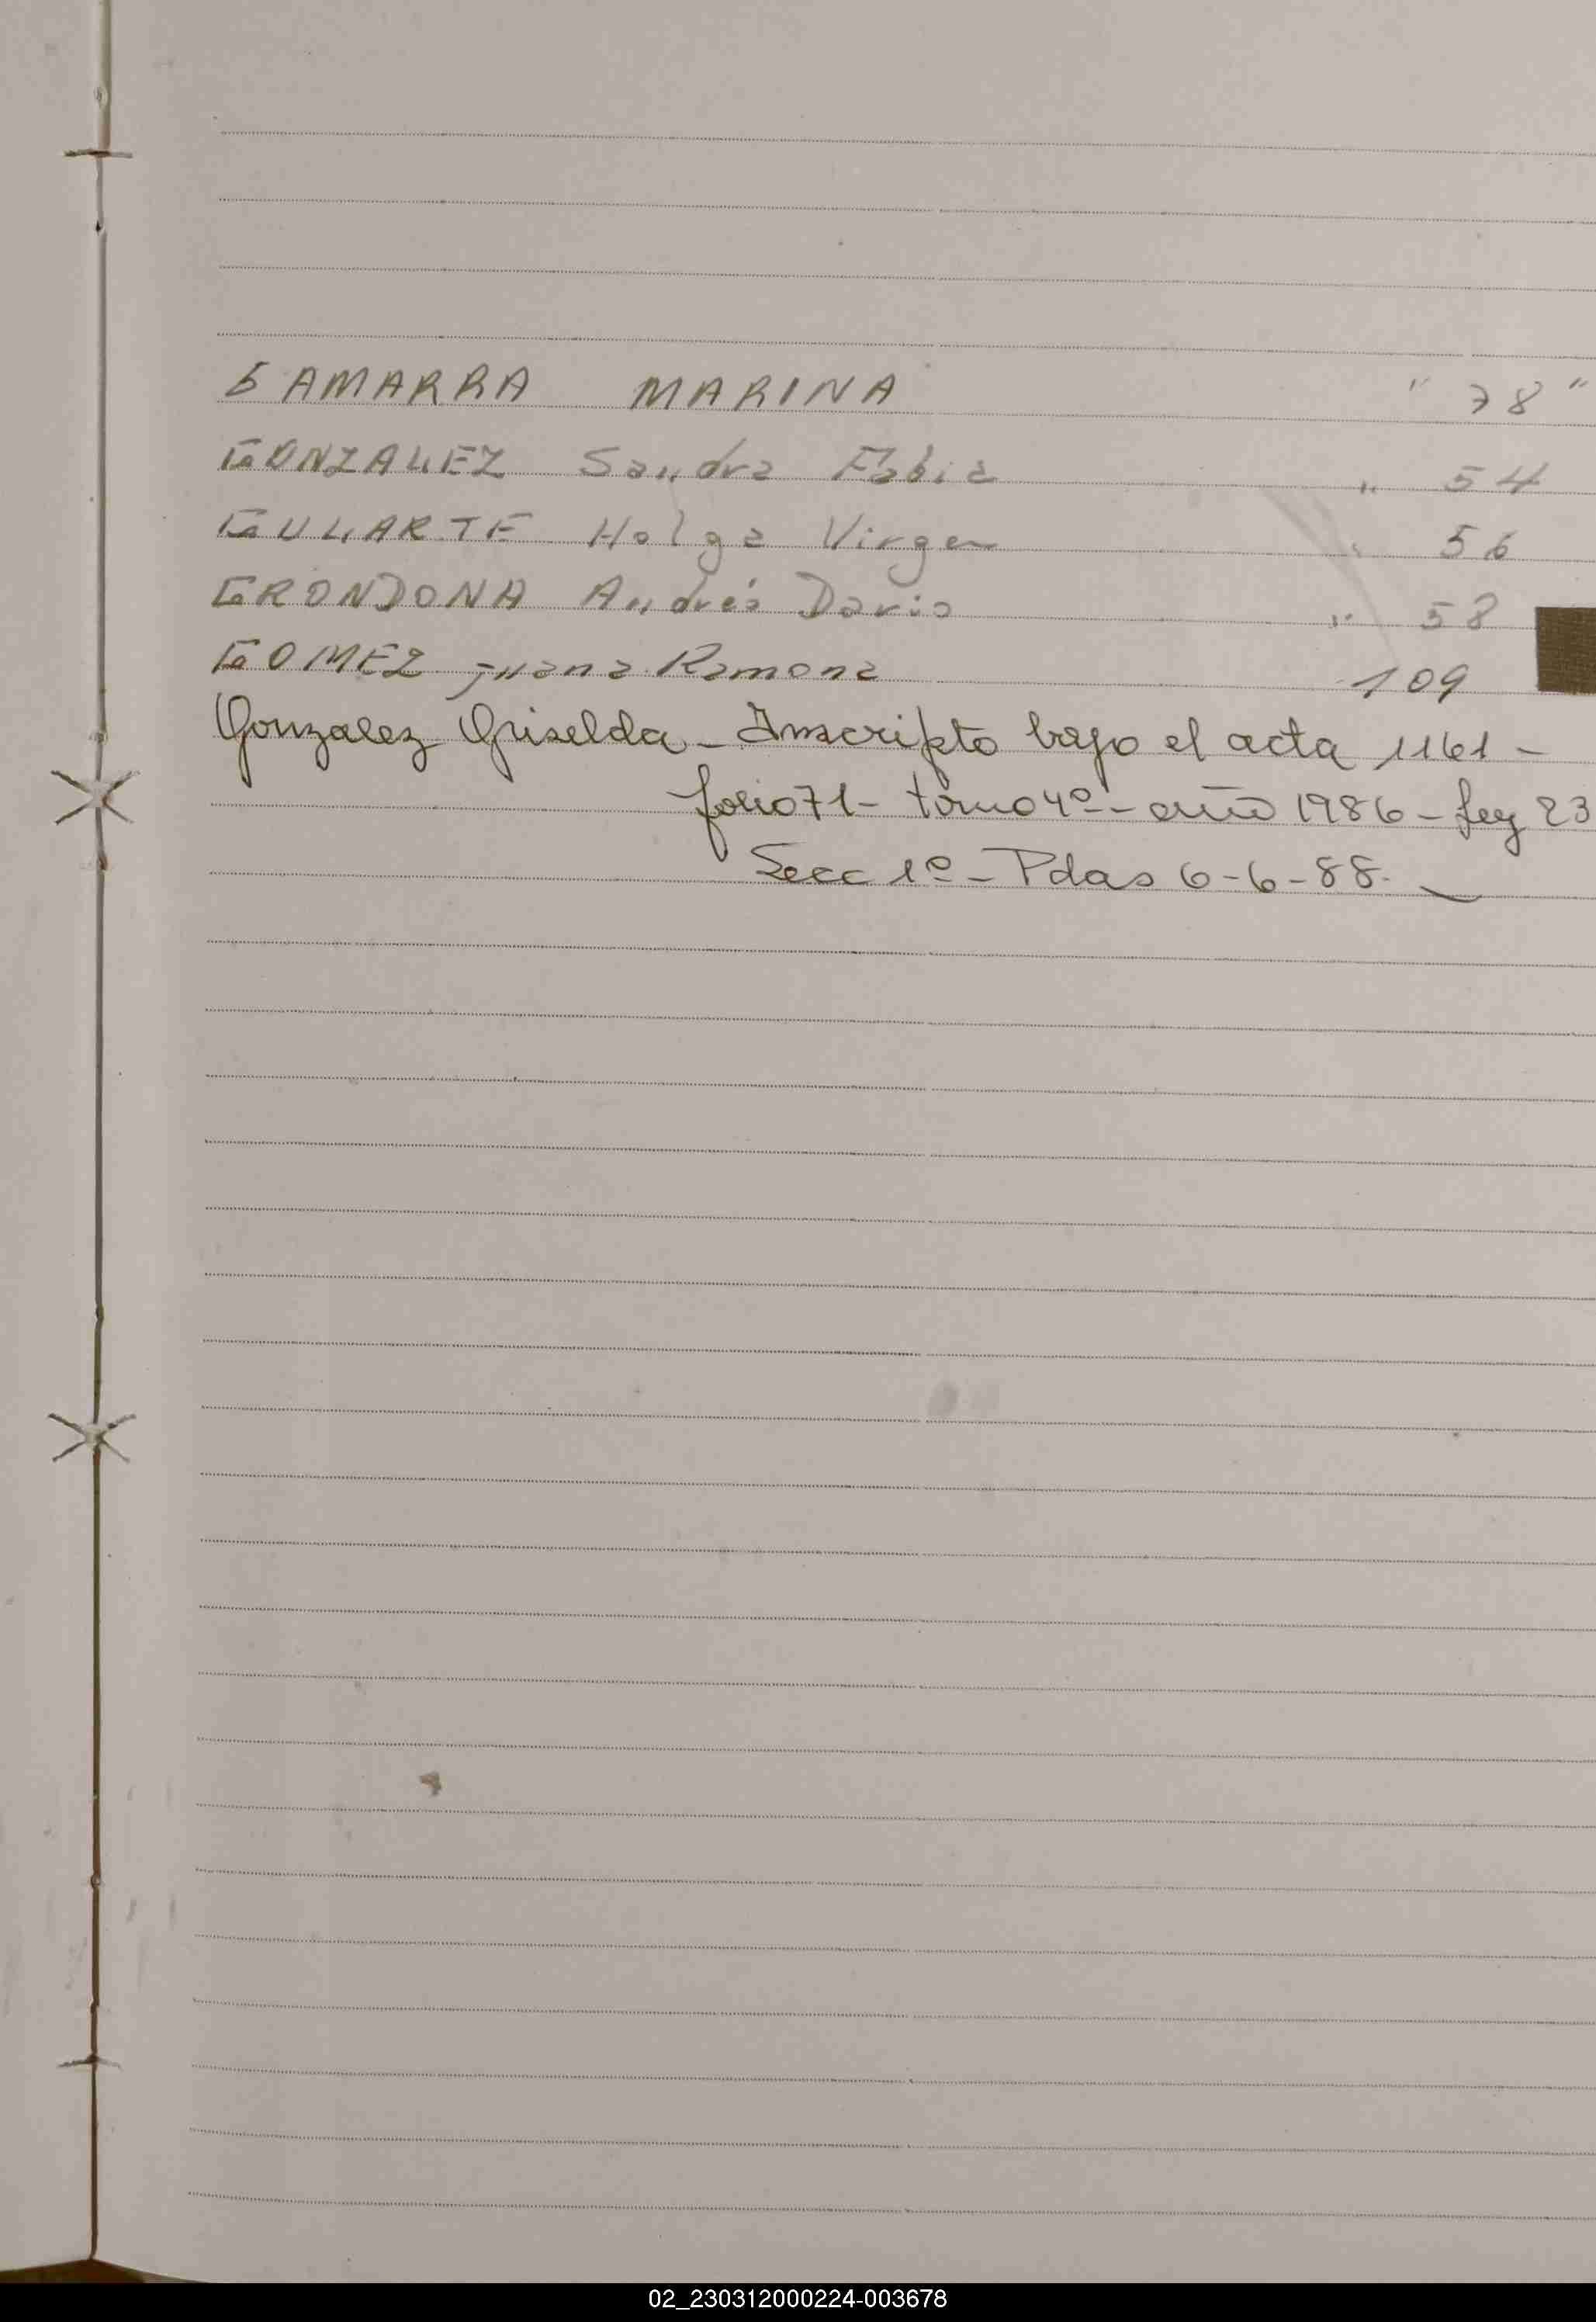 GAMARRA MARINA " 78 "
GONZALEZ Sandra Fabia " 54
GULARTE Holga Virgen " 56
GRONDONA Andrés Dario " 58
GOMEZ Juana Ramona 109
Gonzalez Griselda - Inscripto bajo el acta 1161 -
folio 71 - tomo 4º - año 1986 - Ley 23
Secc 1º - Pdas 6-6-88.
02_230312000224-003678